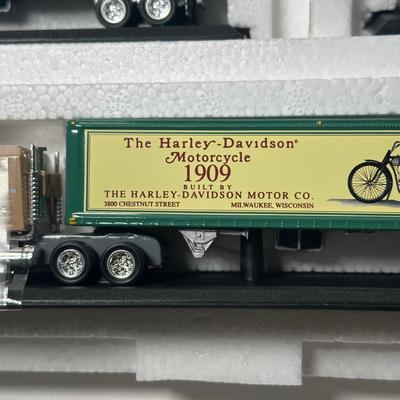 The Harley-Davidson®
Motorcycle
1909
BUILT BY
THE HARLEY-DAVIDSON MOTOR CO.
3800 CHESTNUT STREET MILWAUKEE, WISCONSIN